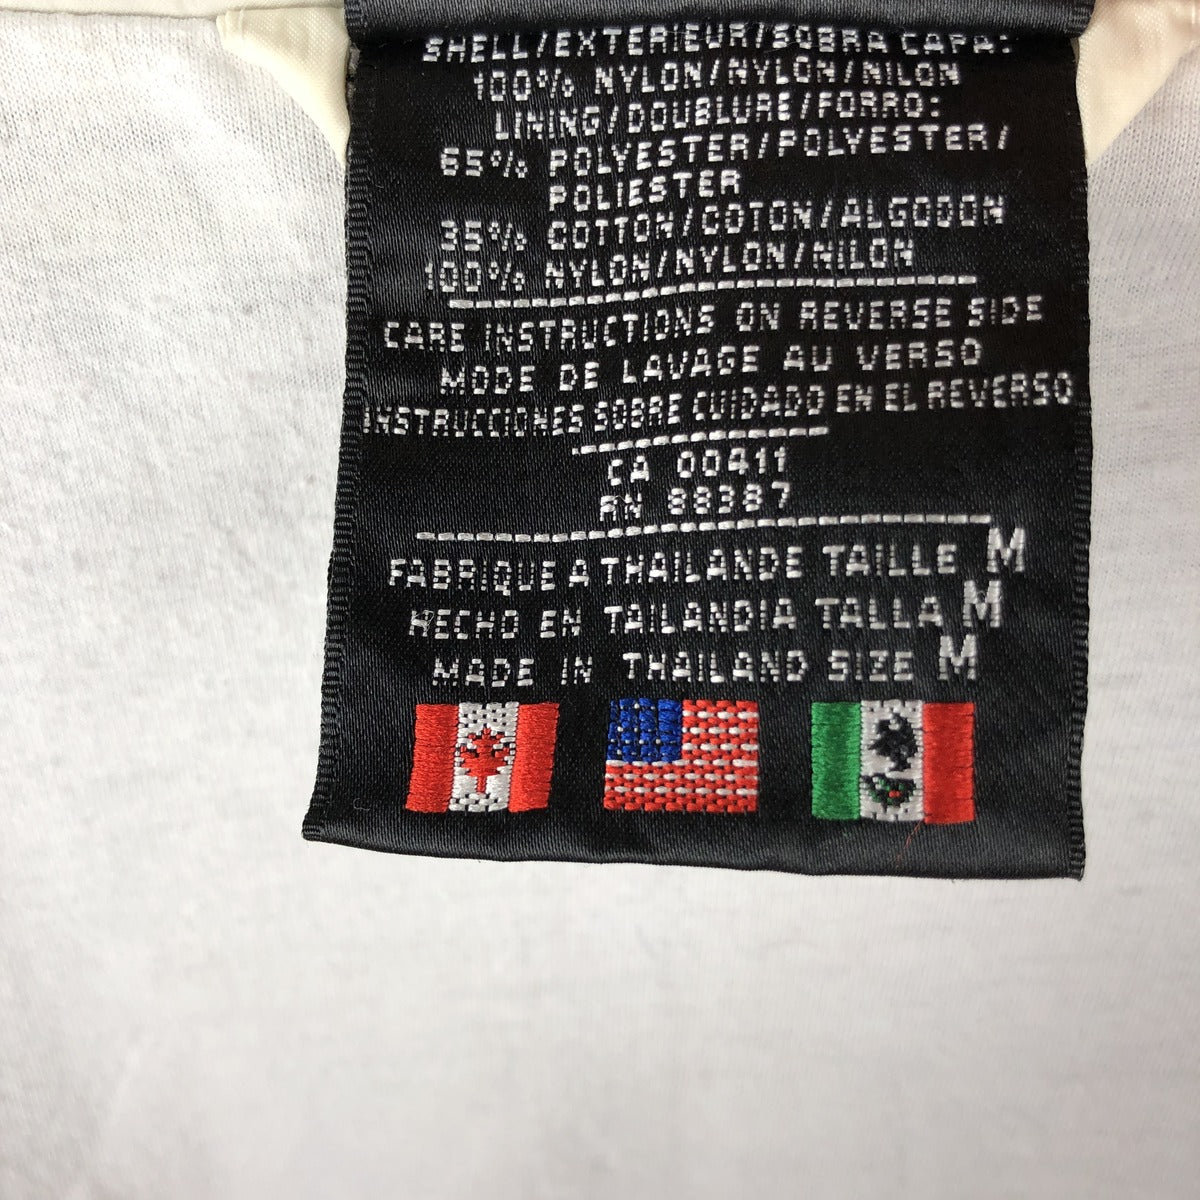 SHELL/EXTERIEUR/SOBRA CAPA:
100% NYLON/NYLON/NILON
LINING/DOUBLURE/FORRO:
65% POLYESTER/POLYESTER/
POLIESTER
35% COTTON/COTON/ALGODON
100% NYLON/NYLON/NILON
CARE INSTRUCTIONS ON REVERSE SIDE
MODE DE LAVAGE AU VERSO
INSTRUCCIONES SOBRE CUIDADO EN EL REVERSO
CA 00411
RN 88387
FABRIQUE A THAILANDE TAILLE M
HECHO EN TAILANDIA TALLA M
MADE IN THAILAND SIZE M